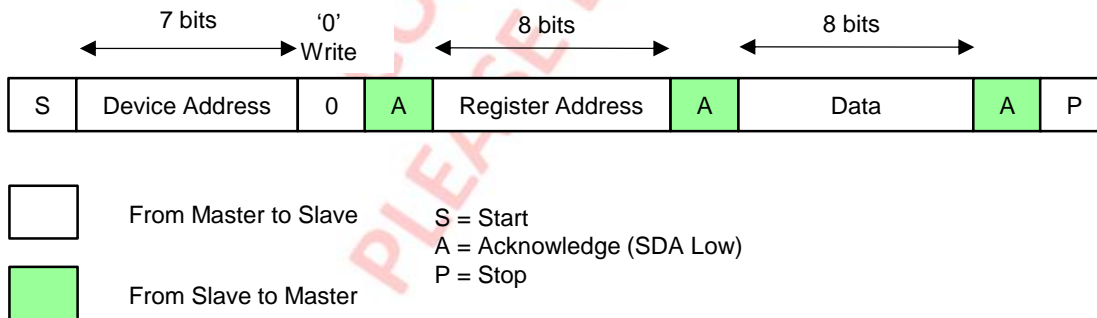 7 bits
‘0’
Write
8 bits
8 bits
S Device Address 0 A Register Address A Data A P
From Master to Slave
S = Start
A = Acknowledge (SDA Low)
P = Stop
From Slave to Master
PLEASE